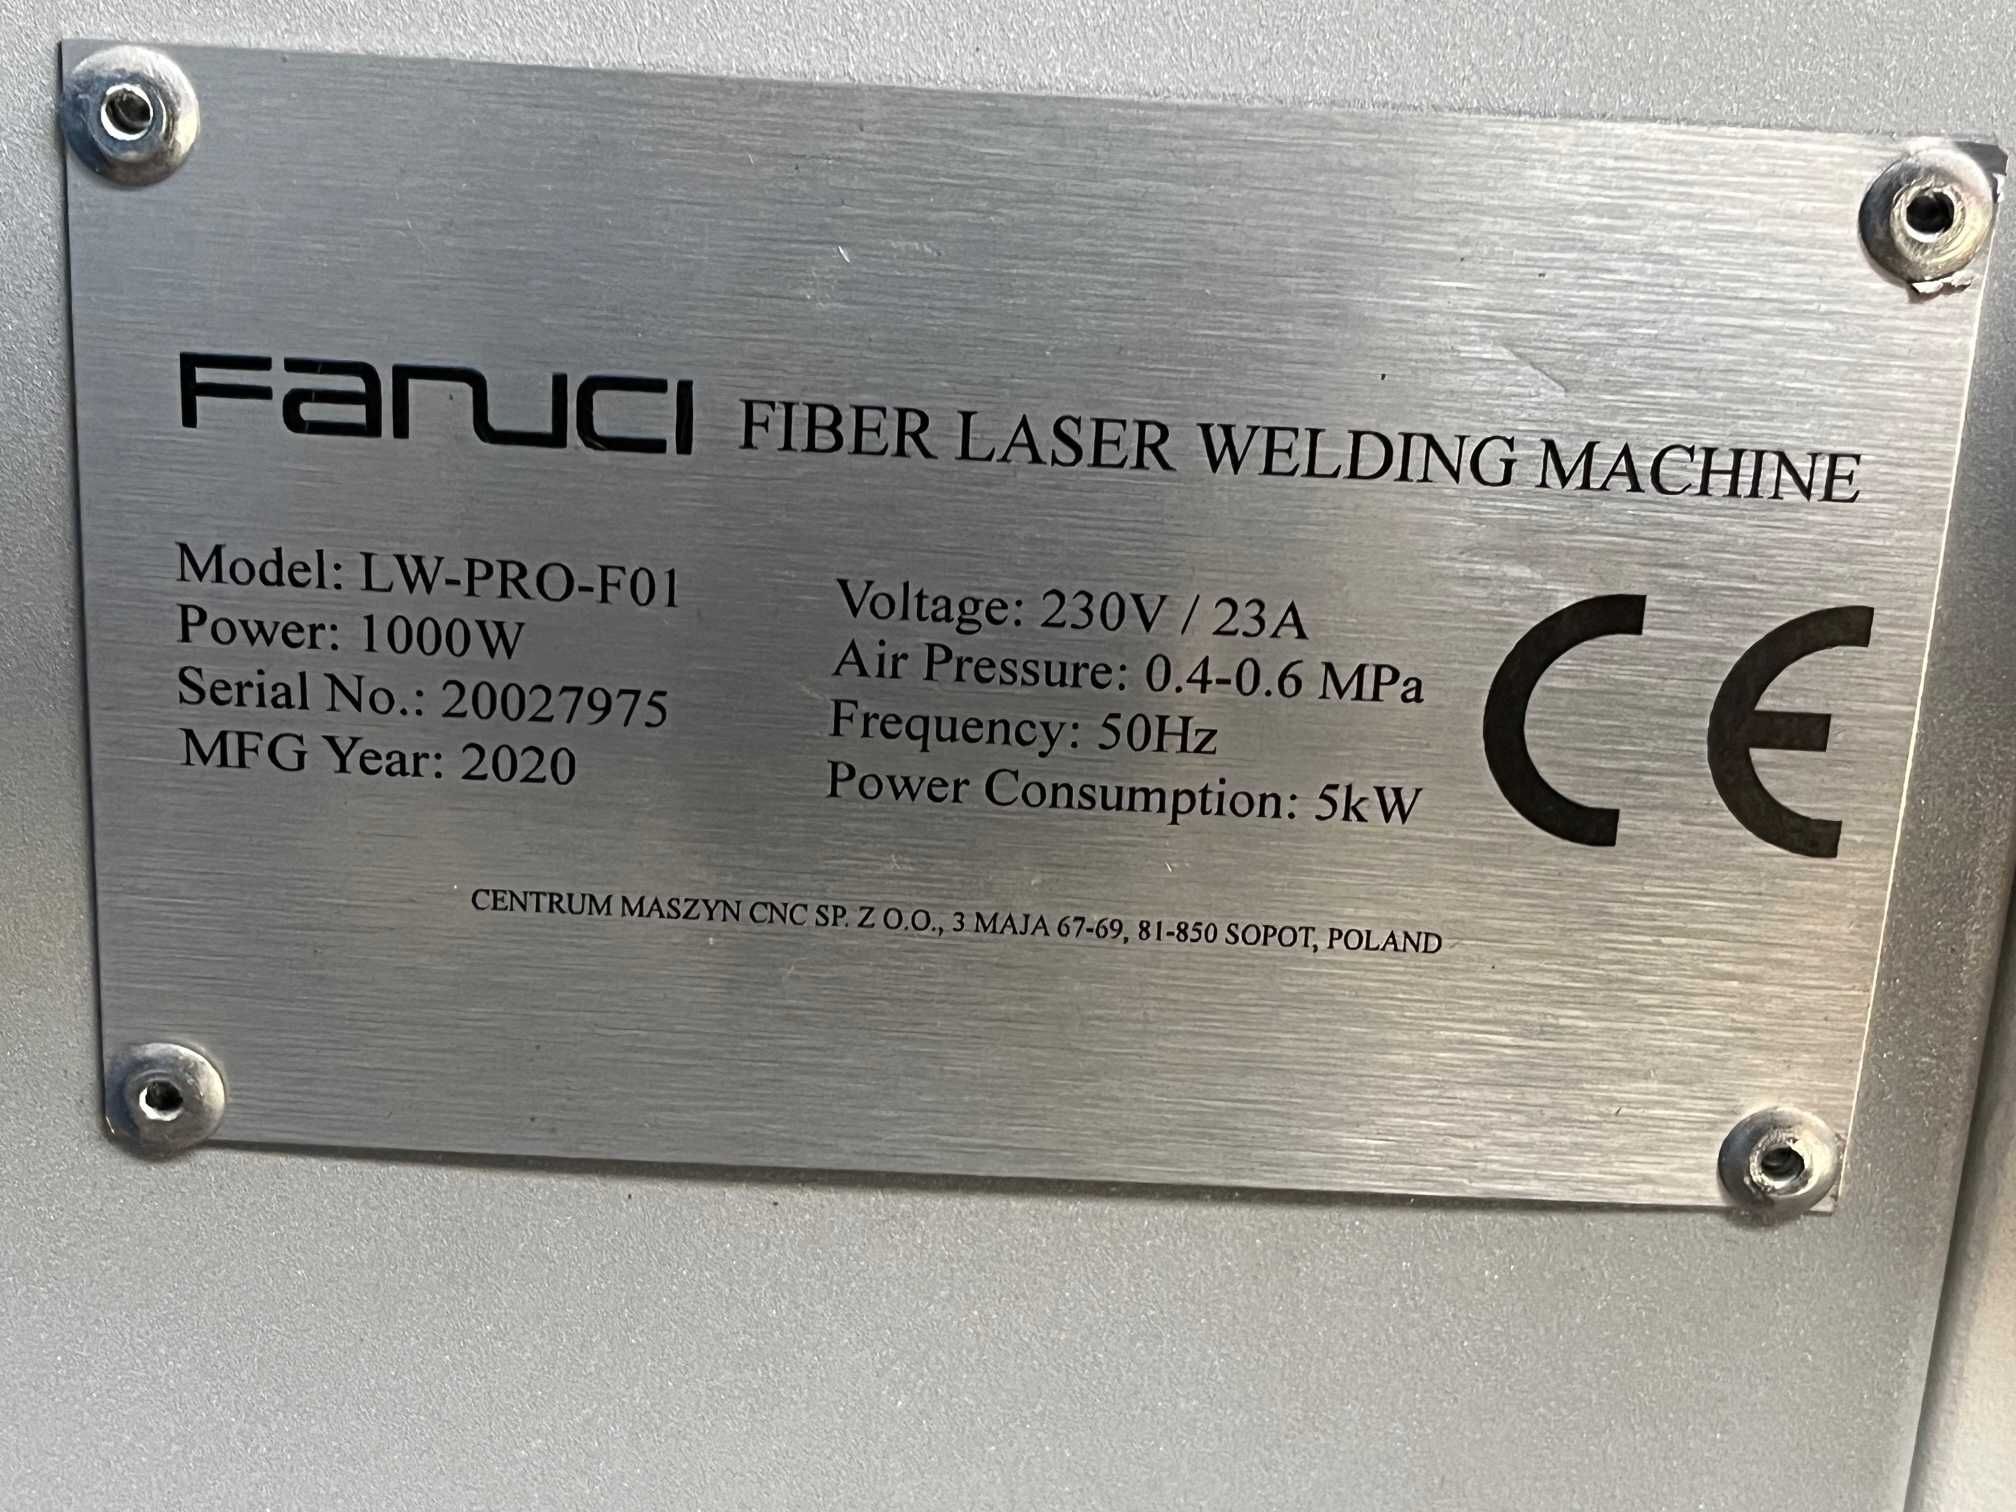 Fanuci FIBER LASER WELDING MACHINE
Model: LW-PRO-F01
Power: 1000W
Serial No.: 20027975
MFG Year: 2020
Voltage: 230V / 23A
Air Pressure: 0.4-0.6 MPa
Frequency: 50Hz
Power Consumption: 5kW
CE
CENTRUM MASZYN CNC SP. Z O.O., 3 MAJA 67-69, 81-850 SOPOT, POLAND